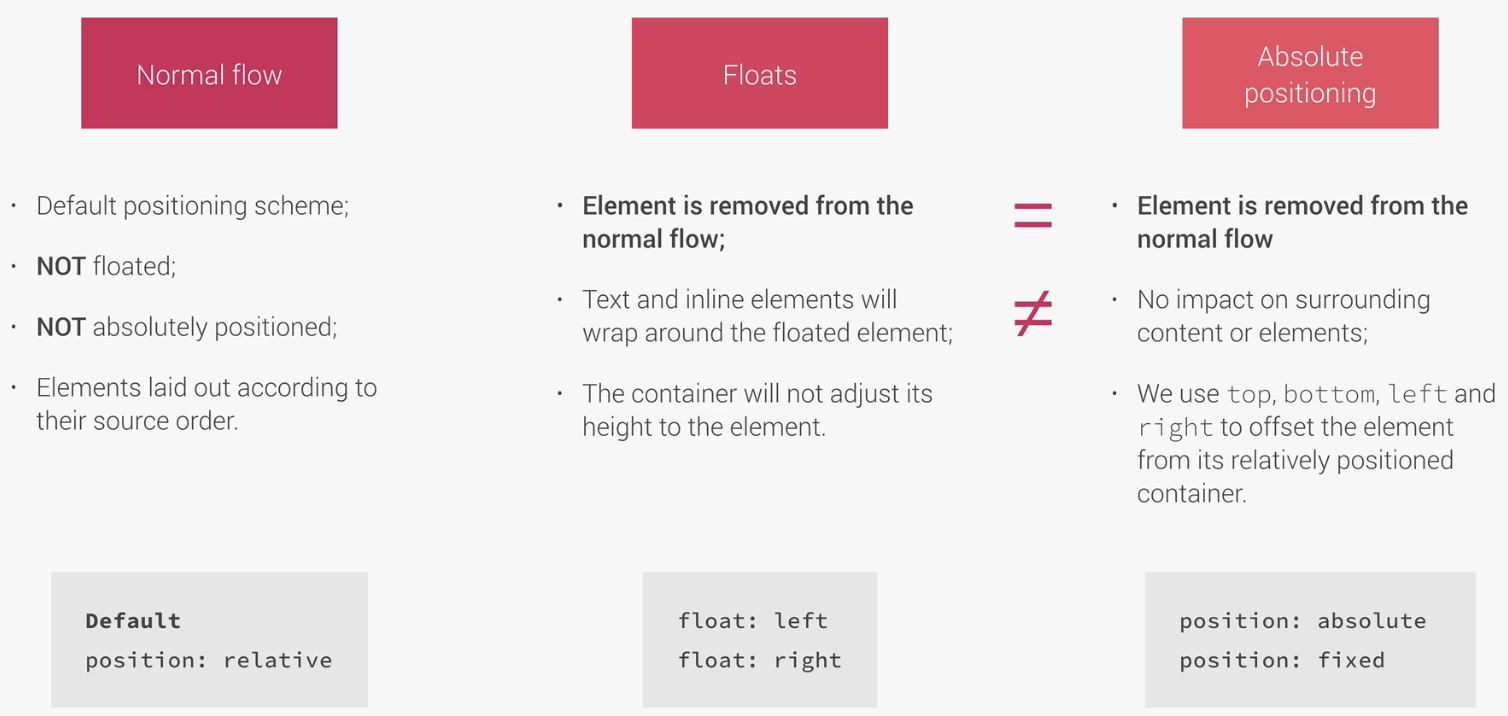 Normal flow
• Default positioning scheme;
• NOT floated;
• NOT absolutely positioned;
• Elements laid out according to
their source order.
Default
position: relative
Floats
• Element is removed from the
normal flow;
• Text and inline elements will
wrap around the floated element;
• The container will not adjust its
height to the element.
float: left
float: right
=
≠
Absolute
positioning
• Element is removed from the
normal flow
• No impact on surrounding
content or elements;
• We use top, bottom, left and
right to offset the element
from its relatively positioned
container.
position: absolute
position: fixed